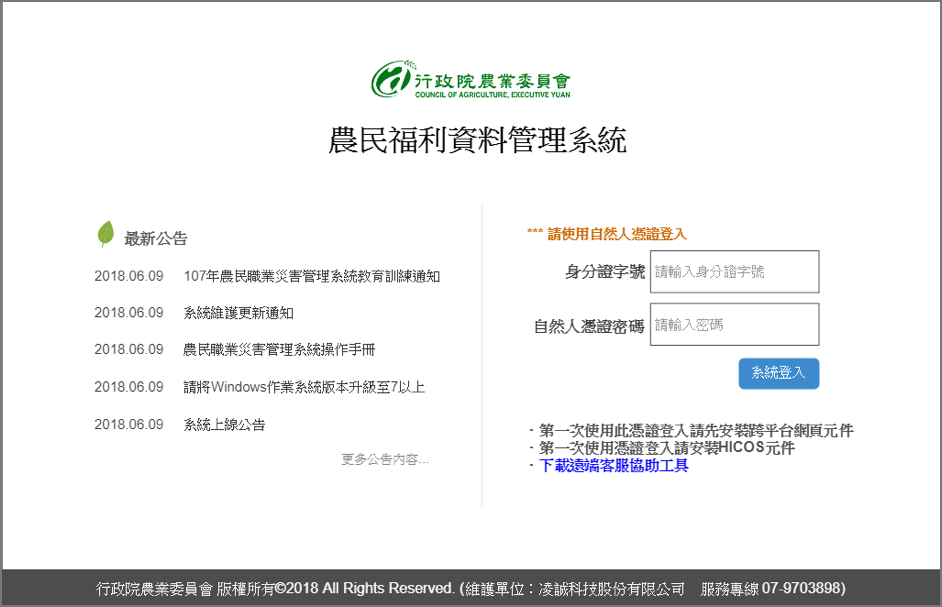 行政院農業委員會
COUNCIL OF AGRICULTURE, EXECUTIVE YUAN
農民福利資料管理系統
最新公告
2018.06.09 107年農民職業災害管理系統教育訓練通知
2018.06.09 系統維護更新通知
2018.06.09 農民職業災害管理系統操作手冊
2018.06.09 請將Windows作業系統版本升級至7以上
2018.06.09 系統上線公告
更多公告內容...
*** 請使用自然人憑證登入
身分證字號 請輸入身分證字號
自然人憑證密碼 請輸入密碼
系統登入
· 第一次使用此憑證登入請先安裝跨平台網頁元件
· 第一次使用憑證登入請安裝HICOS元件
· 下載遠端客服協助工具
行政院農業委員會 版權所有©2018 All Rights Reserved. (維護單位：凌誠科技股份有限公司 服務專線 07-9703898)